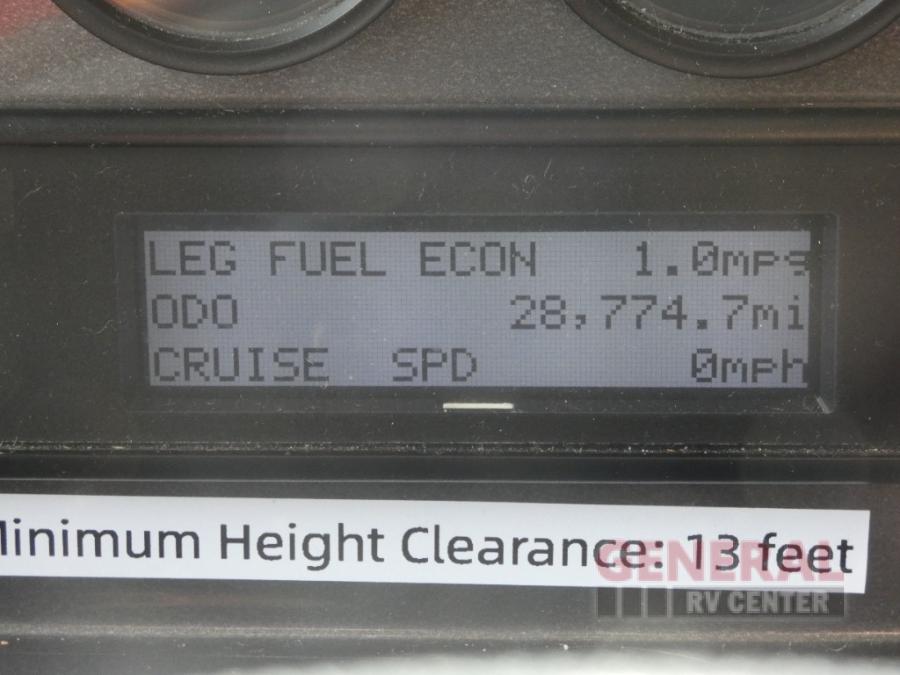 LEG FUEL ECON 1.0mpg
ODO 28,774.7mi
CRUISE SPD 0mph
Minimum Height Clearance: 13 feet
GENERAL
RV CENTER